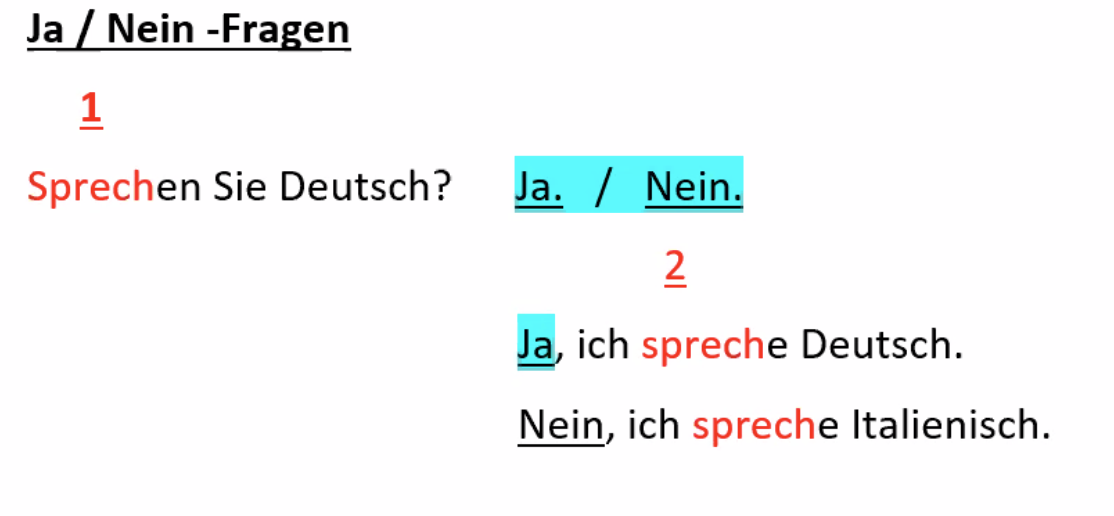 Ja / Nein -Fragen
1
Sprechen Sie Deutsch? Ja. / Nein.
2
Ja, ich spreche Deutsch.
Nein, ich spreche Italienisch.